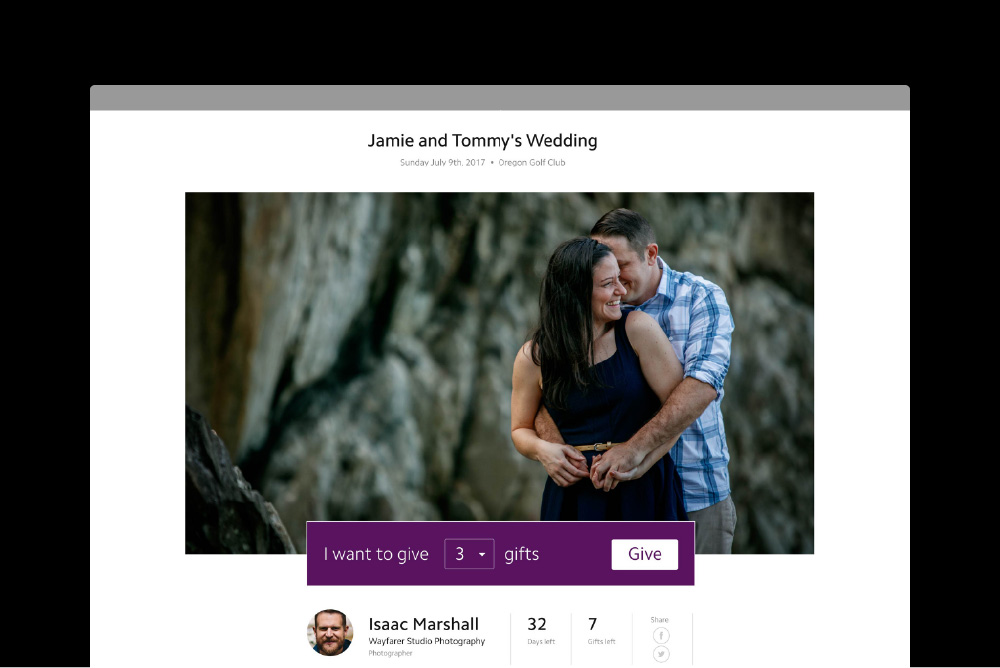 Jamie and Tommy's Wedding
Sunday July 9th, 2017 • Oregon Golf Club
I want to give 3 gifts Give
Isaac Marshall
Wayfarer Studio Photography
Photographer
32
Days left
7
Gifts left
Share